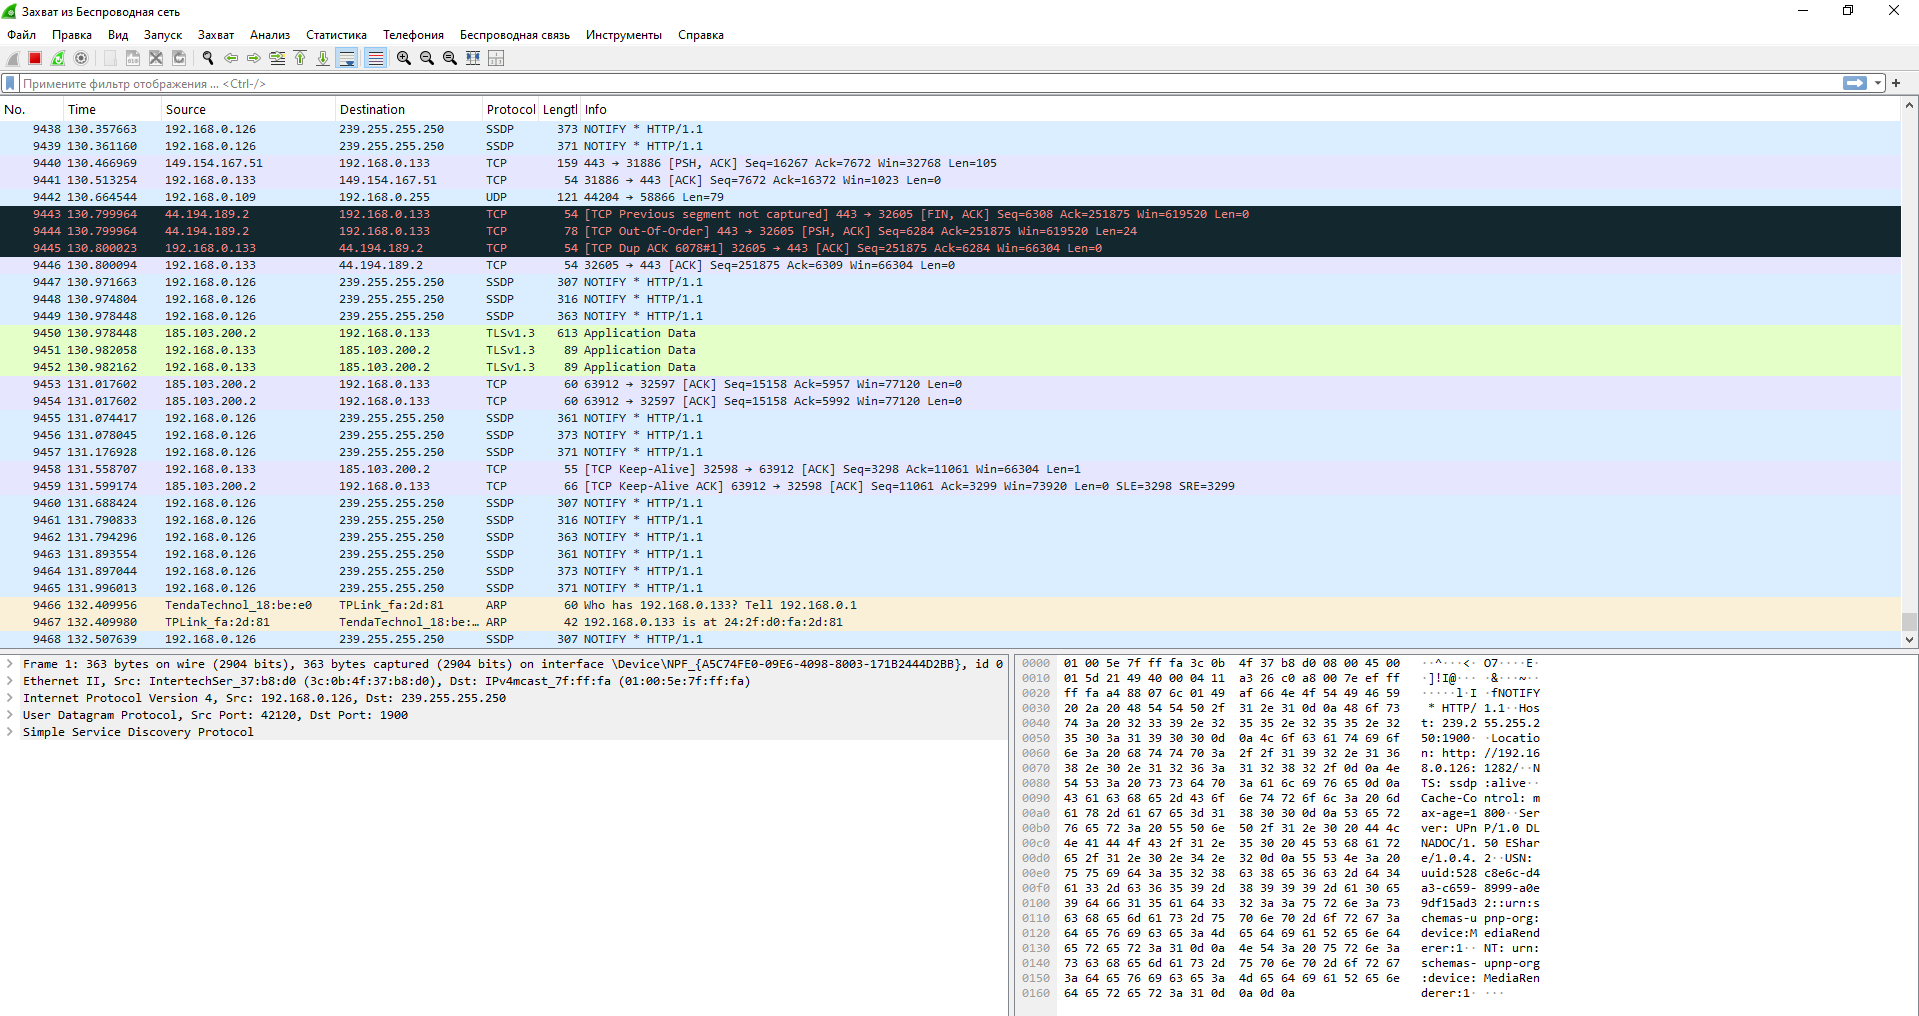 Захват из Беспроводная сеть
Файл Правка Вид Запуск Захват Анализ Статистика Телефония Беспроводная связь Инструменты Справка
Примените фильтр отображения ... <Ctrl-/>
No. Time Source Destination Protocol Lengtl Info
9438 130.357663 192.168.0.126 239.255.255.250 SSDP 373 NOTIFY * HTTP/1.1
9439 130.361160 192.168.0.126 239.255.255.250 SSDP 371 NOTIFY * HTTP/1.1
9440 130.466969 149.154.167.51 192.168.0.133 TCP 159 443 → 31886 [PSH, ACK] Seq=16267 Ack=7672 Win=32768 Len=105
9441 130.513254 192.168.0.133 149.154.167.51 TCP 54 31886 → 443 [ACK] Seq=7672 Ack=16372 Win=1023 Len=0
9442 130.664544 192.168.0.109 192.168.0.255 UDP 121 44204 → 58866 Len=79
9443 130.799964 44.194.189.2 192.168.0.133 TCP 54 [TCP Previous segment not captured] 443 → 32605 [FIN, ACK] Seq=6308 Ack=251875 Win=619520 Len=0
9444 130.799964 44.194.189.2 192.168.0.133 TCP 78 [TCP Out-Of-Order] 443 → 32605 [PSH, ACK] Seq=6284 Ack=251875 Win=619520 Len=24
9445 130.800023 192.168.0.133 44.194.189.2 TCP 54 [TCP Dup ACK 6078#1] 32605 → 443 [ACK] Seq=251875 Ack=6284 Win=66304 Len=0
9446 130.800094 192.168.0.133 44.194.189.2 TCP 54 32605 → 443 [ACK] Seq=251875 Ack=6309 Win=66304 Len=0
9447 130.971663 192.168.0.126 239.255.255.250 SSDP 307 NOTIFY * HTTP/1.1
9448 130.974804 192.168.0.126 239.255.255.250 SSDP 316 NOTIFY * HTTP/1.1
9449 130.978448 192.168.0.126 239.255.255.250 SSDP 363 NOTIFY * HTTP/1.1
9450 130.978448 185.103.200.2 192.168.0.133 TLSv1.3 613 Application Data
9451 130.982058 192.168.0.133 185.103.200.2 TLSv1.3 89 Application Data
9452 130.982162 192.168.0.133 185.103.200.2 TLSv1.3 89 Application Data
9453 131.017602 185.103.200.2 192.168.0.133 TCP 60 63912 → 32597 [ACK] Seq=15158 Ack=5957 Win=77120 Len=0
9454 131.017602 185.103.200.2 192.168.0.133 TCP 60 63912 → 32597 [ACK] Seq=15158 Ack=5992 Win=77120 Len=0
9455 131.074417 192.168.0.126 239.255.255.250 SSDP 361 NOTIFY * HTTP/1.1
9456 131.078045 192.168.0.126 239.255.255.250 SSDP 373 NOTIFY * HTTP/1.1
9457 131.176928 192.168.0.126 239.255.255.250 SSDP 371 NOTIFY * HTTP/1.1
9458 131.558707 192.168.0.133 185.103.200.2 TCP 55 [TCP Keep-Alive] 32598 → 63912 [ACK] Seq=3298 Ack=11061 Win=66304 Len=1
9459 131.599174 185.103.200.2 192.168.0.133 TCP 66 [TCP Keep-Alive ACK] 63912 → 32598 [ACK] Seq=11061 Ack=3299 Win=73920 Len=0 SLE=3298 SRE=3299
9460 131.688424 192.168.0.126 239.255.255.250 SSDP 307 NOTIFY * HTTP/1.1
9461 131.790833 192.168.0.126 239.255.255.250 SSDP 316 NOTIFY * HTTP/1.1
9462 131.794296 192.168.0.126 239.255.255.250 SSDP 363 NOTIFY * HTTP/1.1
9463 131.893554 192.168.0.126 239.255.255.250 SSDP 361 NOTIFY * HTTP/1.1
9464 131.897044 192.168.0.126 239.255.255.250 SSDP 373 NOTIFY * HTTP/1.1
9465 131.996013 192.168.0.126 239.255.255.250 SSDP 371 NOTIFY * HTTP/1.1
9466 132.409956 TendaTechnol_18:be:e0 TPLink_fa:2d:81 ARP 60 Who has 192.168.0.133? Tell 192.168.0.1
9467 132.409980 TPLink_fa:2d:81 TendaTechnol_18:be:… ARP 42 192.168.0.133 is at 24:2f:d0:fa:2d:81
9468 132.507639 192.168.0.126 239.255.255.250 SSDP 307 NOTIFY * HTTP/1.1
Frame 1: 363 bytes on wire (2904 bits), 363 bytes captured (2904 bits) on interface \Device\NPF_{A5C74FE0-09E6-4098-8003-171B2444D2BB}, id 0
Ethernet II, Src: IntertechSer_37:b8:d0 (3c:0b:4f:37:b8:d0), Dst: IPv4mcast_7f:ff:fa (01:00:5e:7f:ff:fa)
Internet Protocol Version 4, Src: 192.168.0.126, Dst: 239.255.255.250
User Datagram Protocol, Src Port: 42120, Dst Port: 1900
Simple Service Discovery Protocol
0000 01 00 5e 7f ff fa 3c 0b 4f 37 b8 d0 08 00 45 00 ··^···<· O7····E·
0010 01 5d 21 49 40 00 04 11 a3 26 c0 a8 00 7e ef ff ·]!I@··· ·&···~··
0020 ff fa a4 88 07 6c 01 49 af 66 4e 4f 54 49 46 59 ·····l·I ·fNOTIFY
0030 20 2a 20 48 54 54 50 2f 31 2e 31 0d 0a 48 6f 73 * HTTP/ 1.1··Hos
0040 74 3a 20 32 33 39 2e 32 35 35 2e 32 35 35 2e 32 t: 239.2 55.255.2
0050 35 30 3a 31 39 30 30 0d 0a 4c 6f 63 61 74 69 6f 50:1900· ·Locatio
0060 6e 3a 20 68 74 74 70 3a 2f 2f 31 39 32 2e 31 36 n: http: //192.16
0070 38 2e 30 2e 31 32 36 3a 31 32 38 32 2f 0d 0a 4e 8.0.126: 1282/··N
0080 54 53 3a 20 73 73 64 70 3a 61 6c 69 76 65 0d 0a TS: ssdp :alive··
0090 43 61 63 68 65 2d 43 6f 6e 74 72 6f 6c 3a 20 6d Cache-Co ntrol: m
00a0 61 78 2d 61 67 65 3d 31 38 30 30 0d 0a 53 65 72 ax-age=1 800··Ser
00b0 76 65 72 3a 20 55 50 6e 50 2f 31 2e 30 20 44 4c ver: UPn P/1.0 DL
00c0 4e 41 44 4f 43 2f 31 2e 35 30 20 45 53 68 61 72 NADOC/1. 50 EShar
00d0 65 2f 31 2e 30 2e 34 2e 32 0d 0a 55 53 4e 3a 20 e/1.0.4. 2··USN:
00e0 75 75 69 64 3a 35 32 38 63 38 65 36 63 2d 64 34 uuid:528 c8e6c-d4
00f0 61 33 2d 63 36 35 39 2d 38 39 39 39 2d 61 30 65 a3-c659- 8999-a0e
0100 39 64 66 31 35 61 64 33 32 3a 3a 75 72 6e 3a 73 9df15ad3 2::urn:s
0110 63 68 65 6d 61 73 2d 75 70 6e 70 2d 6f 72 67 3a chemas-u pnp-org:
0120 64 65 76 69 63 65 3a 4d 65 64 69 61 52 65 6e 64 device:M ediaRend
0130 65 72 65 72 3a 31 0d 0a 4e 54 3a 20 75 72 6e 3a erer:1·· NT: urn:
0140 73 63 68 65 6d 61 73 2d 75 70 6e 70 2d 6f 72 67 schemas- upnp-org
0150 3a 64 65 76 69 63 65 3a 4d 65 64 69 61 52 65 6e :device: MediaRen
0160 64 65 72 65 72 3a 31 0d 0a 0d 0a derer:1· ···